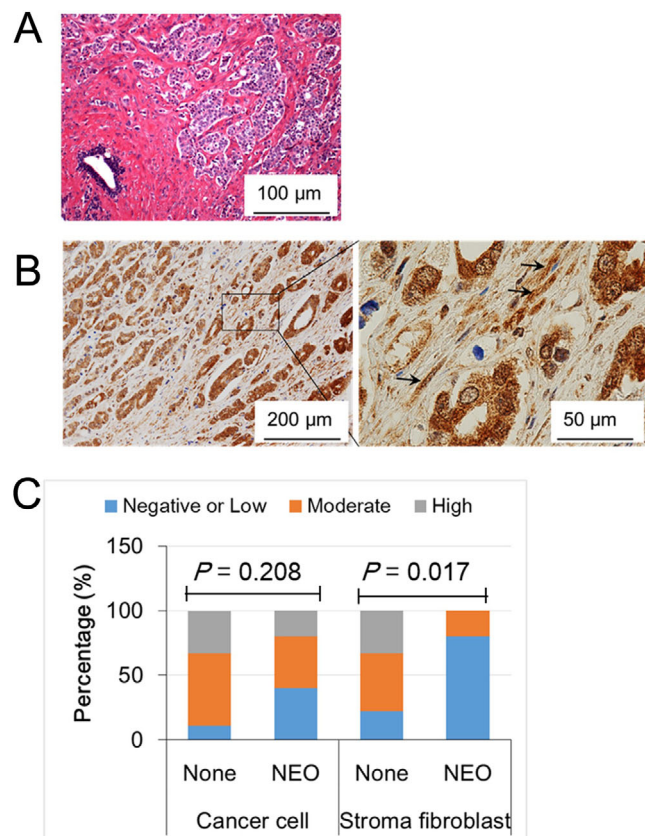 A
100 μm
B
200 μm
50 μm
C
Negative or Low Moderate High
150
P = 0.208 P = 0.017
100
Percentage (%)
50
0
None NEO None NEO
Cancer cell Stroma fibroblast